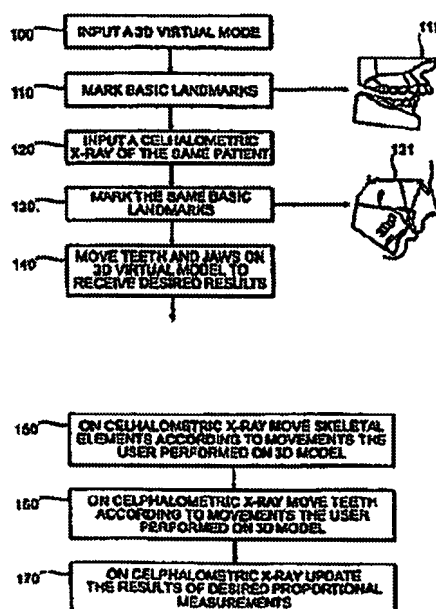 100
INPUT A 3D VIRTUAL MODEL
110
MARK BASIC LANDMARKS
111
120
INPUT A CELHALOMETRIC
X-RAY OF THE SAME
PATIENT
130
MARK THE SAME BASIC
LANDMARKS
131
140
MOVE TEETH AND JAWS ON
3D VIRTUAL MODEL TO
RECEIVE DESIRED RESULTS
150
ON CELHALOMETRIC X-RAY MOVE SKELETAL
ELEMENTS ACCORDING TO MOVEMENTS THE
USER PERFORMED ON 3D MODEL
160
ON CELPHALOMETRIC X-RAY MOVE TEETH
ACCORDING TO MOVEMENTS THE USER
PERFORMED ON 3D MODEL
170
ON CELPHALOMETRIC X-RAY UPDATE
THE RESULTS OF DESIRED PROPORTIONAL
MEASUREMENTS